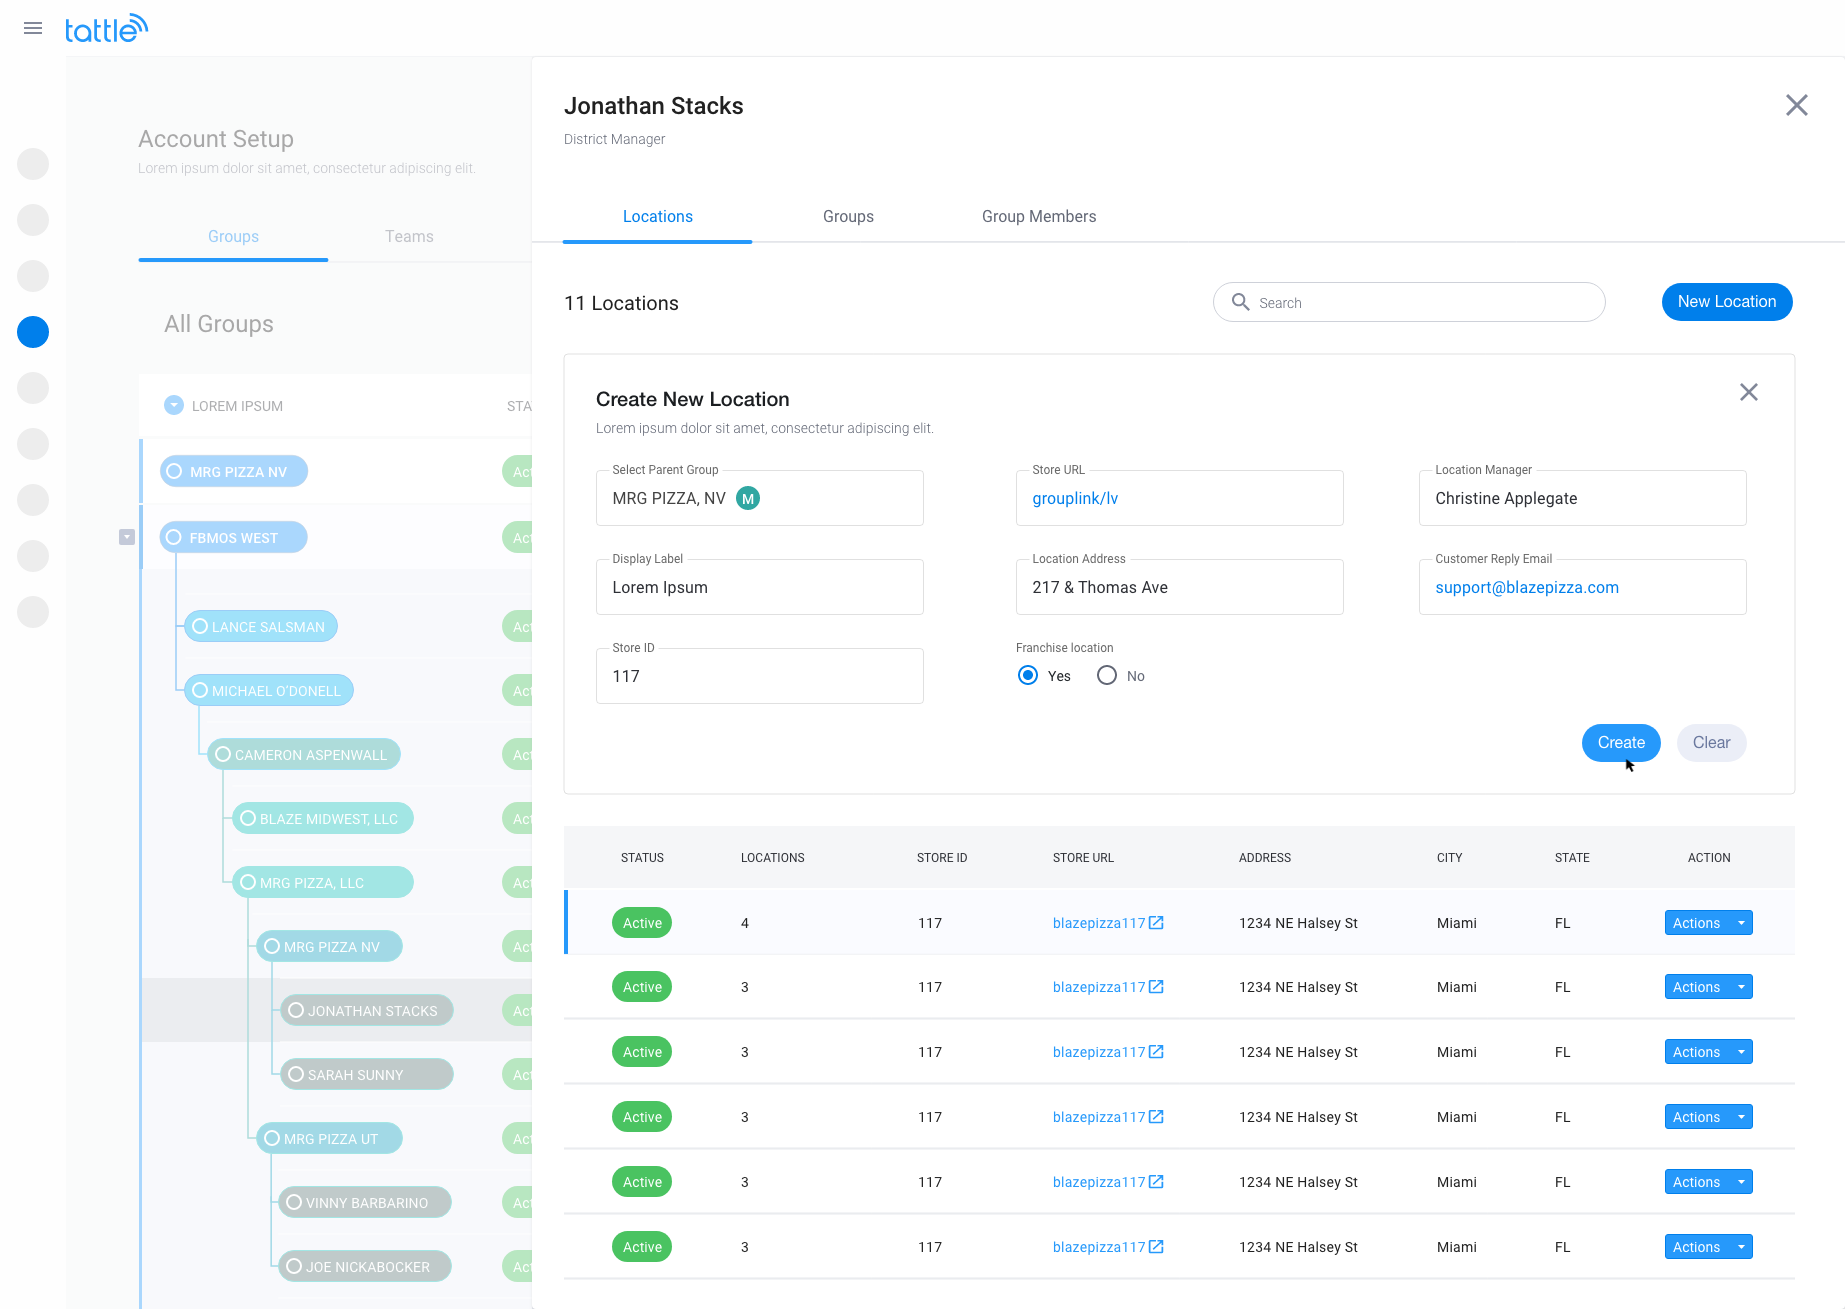 tattle
Account Setup
Lorem ipsum dolor sit amet, consectetur adipiscing elit.
Groups
Teams
All Groups
LOREM IPSUM
STA
MRG PIZZA NV
Act
FBMOS WEST
Act
LANCE SALSMAN
Act
MICHAEL O'DONELL
Act
CAMERON ASPENWALL
Act
BLAZE MIDWEST, LLC
Act
MRG PIZZA, LLC
Act
MRG PIZZA NV
Act
JONATHAN STACKS
Act
SARAH SUNNY
Act
MRG PIZZA UT
Act
VINNY BARBARINO
Act
JOE NICKABOCKER
Act
Jonathan Stacks
District Manager
Locations
Groups
Group Members
11 Locations
Search
New Location
Create New Location
Lorem ipsum dolor sit amet, consectetur adipiscing elit.
Select Parent Group
MRG PIZZA, NV M
Store URL
grouplink/lv
Location Manager
Christine Applegate
Display Label
Lorem Ipsum
Location Address
217 & Thomas Ave
Customer Reply Email
support@blazepizza.com
Store ID
117
Franchise location
Yes No
Create Clear
STATUS LOCATIONS STORE ID STORE URL ADDRESS CITY STATE ACTION
Active 4 117 blazepizza117 1234 NE Halsey St Miami FL Actions
Active 3 117 blazepizza117 1234 NE Halsey St Miami FL Actions
Active 3 117 blazepizza117 1234 NE Halsey St Miami FL Actions
Active 3 117 blazepizza117 1234 NE Halsey St Miami FL Actions
Active 3 117 blazepizza117 1234 NE Halsey St Miami FL Actions
Active 3 117 blazepizza117 1234 NE Halsey St Miami FL Actions